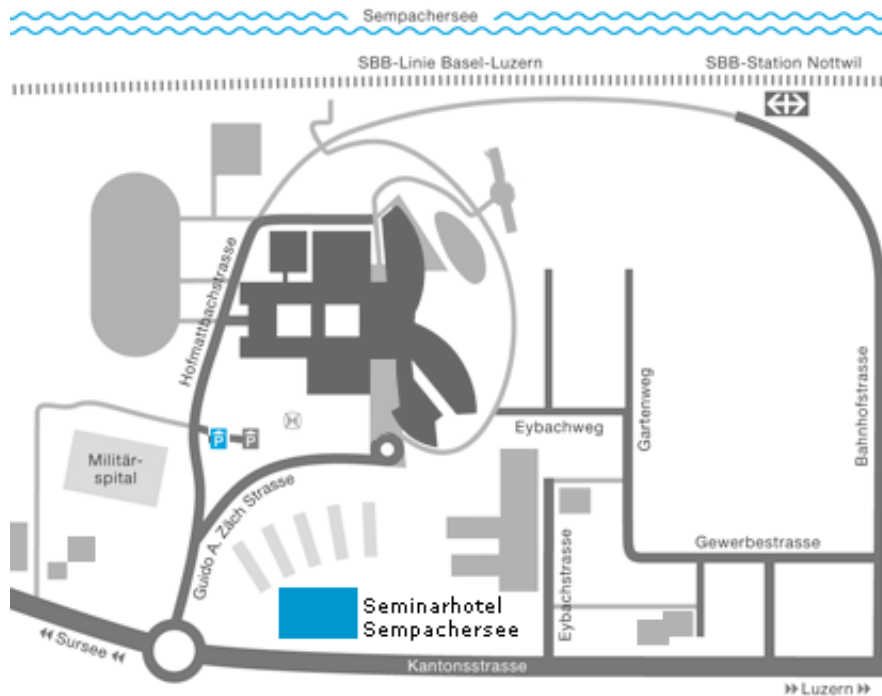 Sempachersee
SBB-Linie Basel-Luzern
SBB-Station Nottwil
Hofmattbachstrasse
H
P
P
Militär-
spital
Guido A. Zäch Strasse
Eybachweg
Gartenweg
Bahnhofstrasse
Gewerbestrasse
Eybachstrasse
Seminarhotel
Sempachersee
Sursee
Kantonsstrasse
Luzern